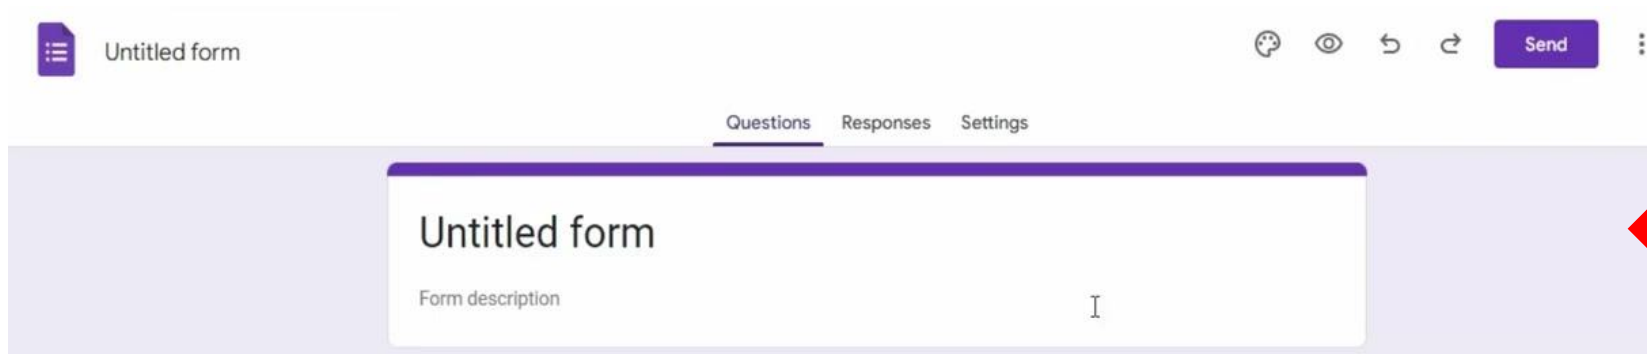 Untitled form
Send
Questions Responses Settings
Untitled form
Form description